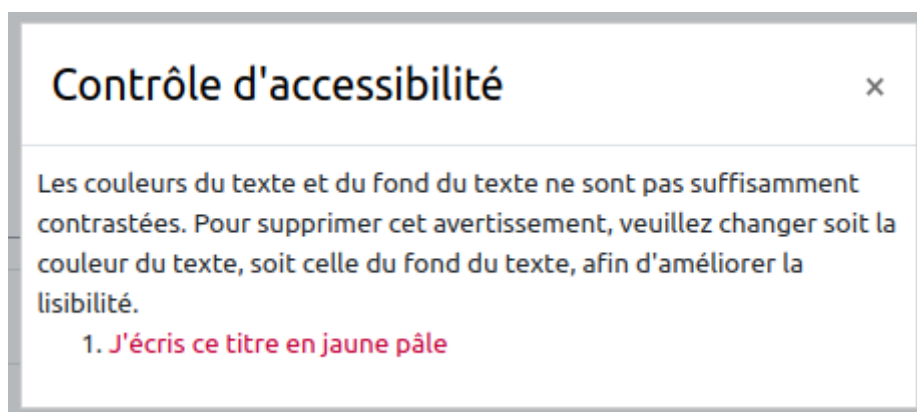 Contrôle d'accessibilité ×
Les couleurs du texte et du fond du texte ne sont pas suffisamment
contrastées. Pour supprimer cet avertissement, veuillez changer soit la
couleur du texte, soit celle du fond du texte, afin d'améliorer la
lisibilité.
1. J'écris ce titre en jaune pâle